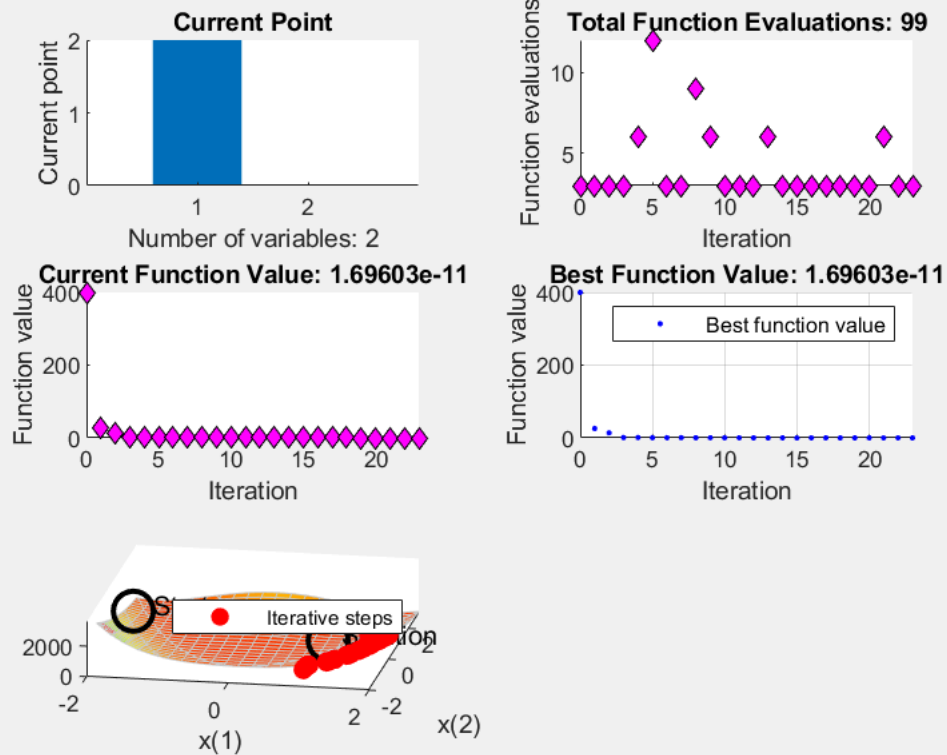 Current Point
Current point
2
1
0
1 2
Number of variables: 2
Total Function Evaluations: 99
Function evaluations
10
5
0 5 10 15 20
Iteration
Current Function Value: 1.69603e-11
Function value
400
200
0
0 5 10 15 20
Iteration
Best Function Value: 1.69603e-11
Function value
400
200
0
Best function value
0 5 10 15 20
Iteration
Iterative steps
2000
0
-2 0 2
x(1)
-2 0 2
x(2)